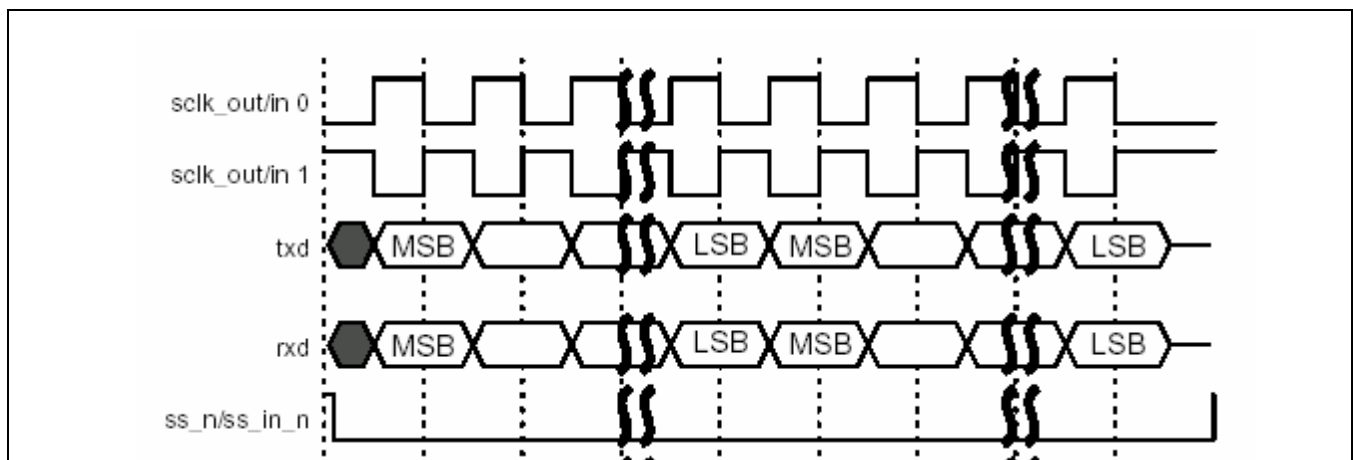 sclk_out/in 0
sclk_out/in 1
txd MSB LSB MSB LSB
rxd MSB LSB MSB LSB
ss_n/ss_in_n